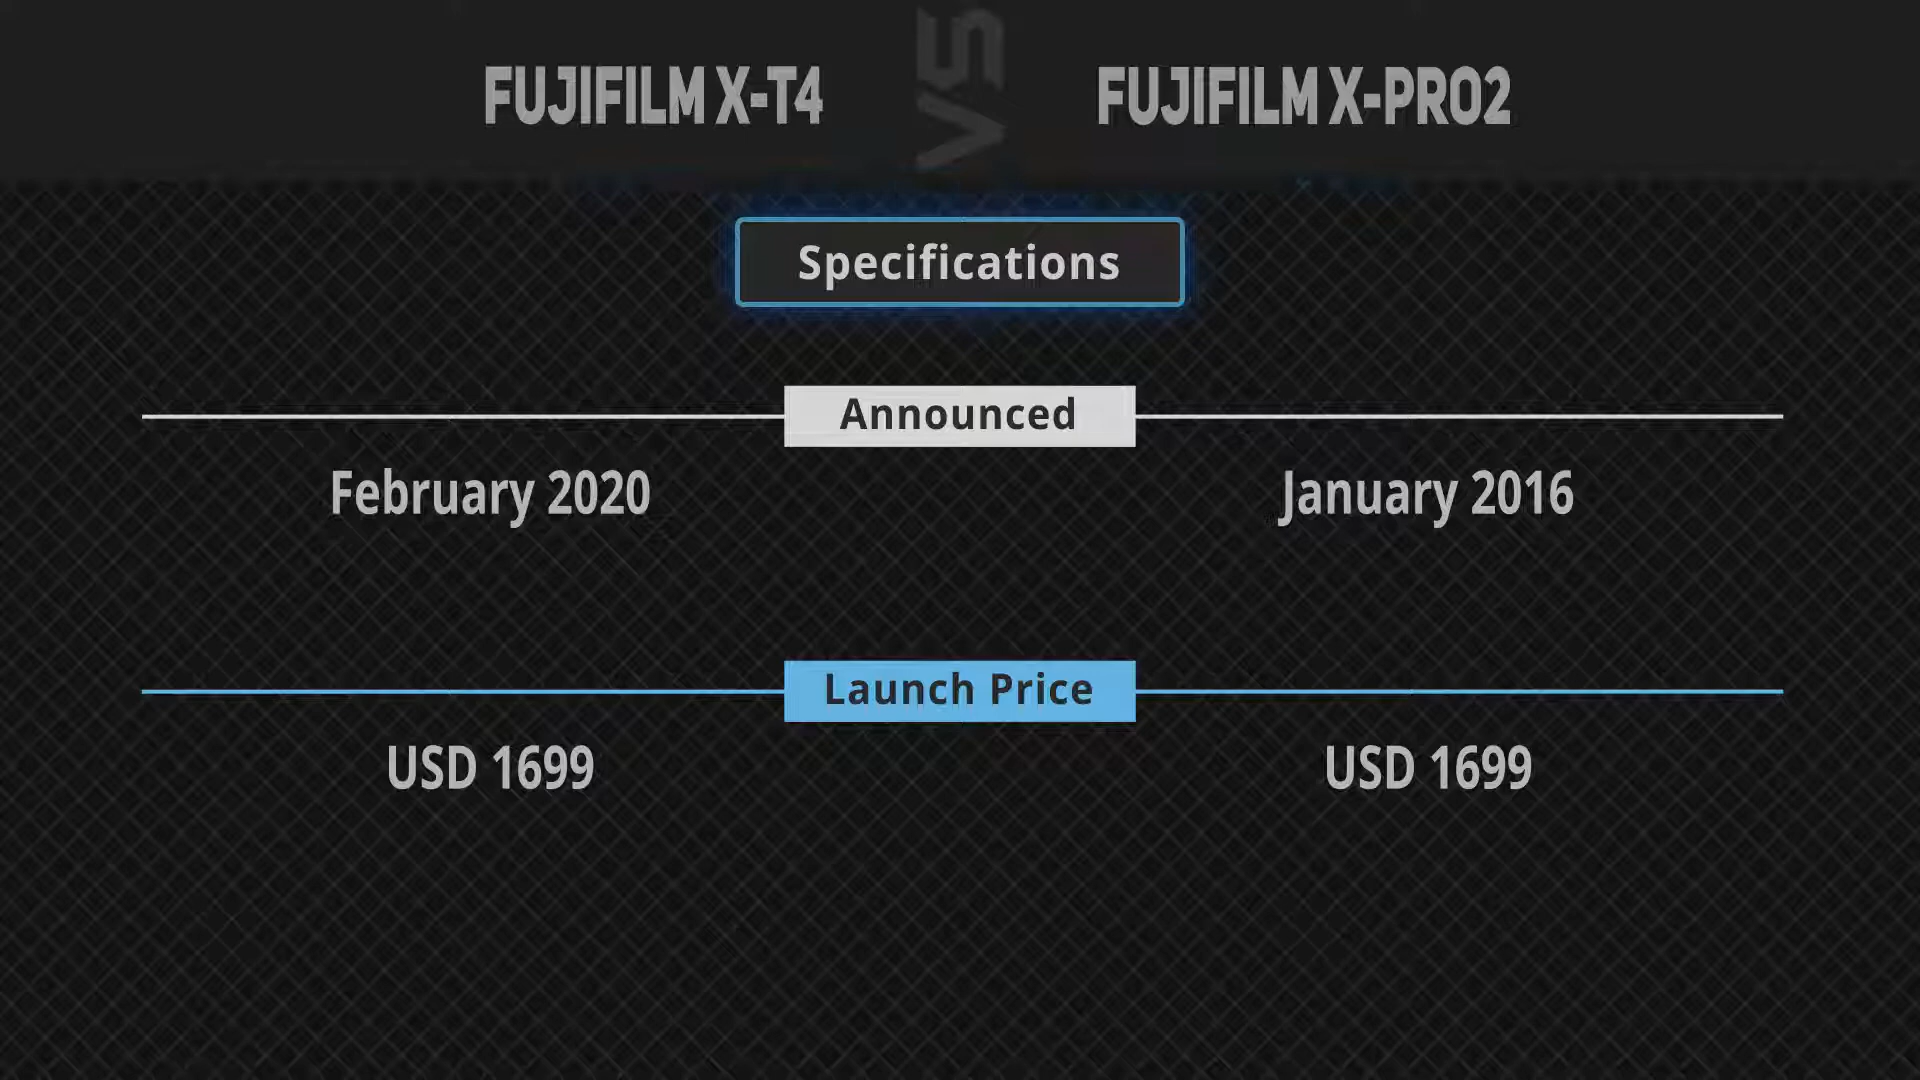 FUJIFILM X-T4
VS
FUJIFILM X-PRO2
Specifications
Announced
February 2020
January 2016
Launch Price
USD 1699
USD 1699